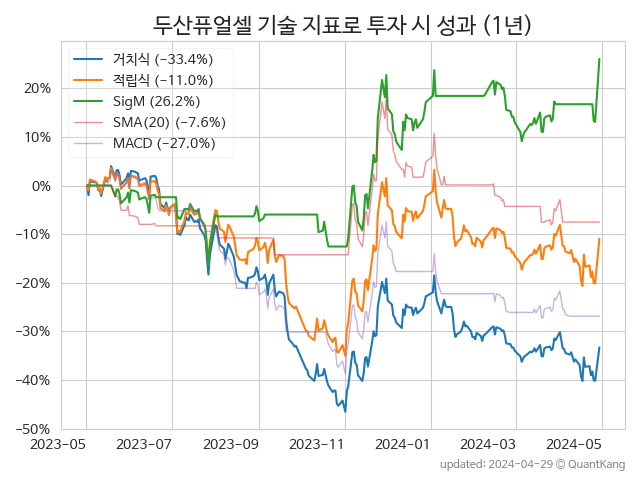 두산퓨얼셀 기술 지표로 투자 시 성과 (1년)
거치식 (−33.4%)
적립식 (−11.0%)
SigM (26.2%)
SMA(20) (−7.6%)
MACD (−27.0%)
20%
10%
0%
−10%
−20%
−30%
−40%
−50%
2023-05 2023-07 2023-09 2023-11 2024-01 2024-03 2024-05
updated: 2024-04-29 © QuantKang